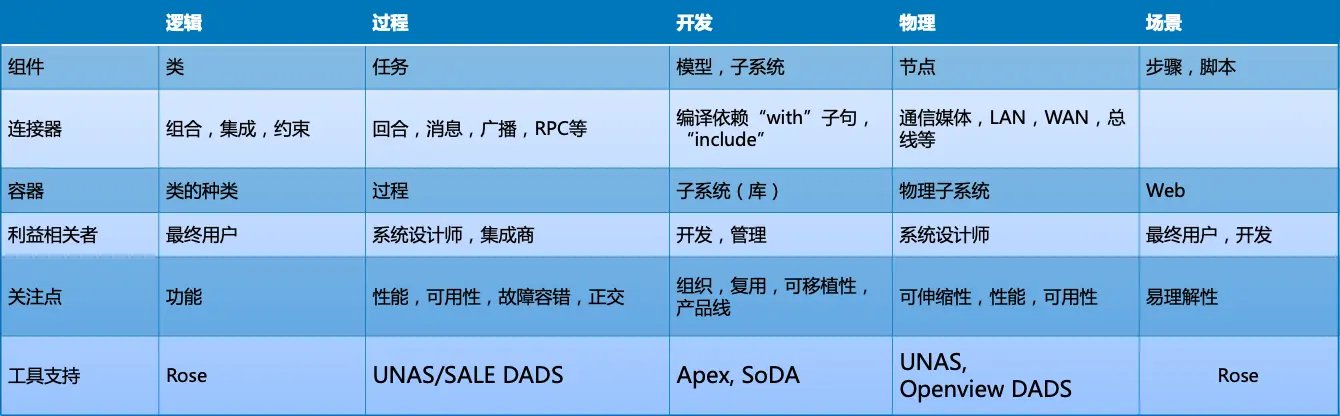 逻辑 过程 开发 物理 场景
组件 类 任务 模型，子系统 节点 步骤，脚本
连接器 组合，集成，约束 回合，消息，广播，RPC等 编译依赖“with”子句，“include” 通信媒体，LAN，WAN，总线等
容器 类的种类 过程 子系统（库） 物理子系统 Web
利益相关者 最终用户 系统设计师，集成商 开发，管理 系统设计师 最终用户，开发
关注点 功能 性能，可用性，故障容错，正交 组织，复用，可移植性，产品线 可伸缩性，性能，可用性 易理解性
工具支持 Rose UNAS/SALE DADS Apex, SoDA UNAS, Openview DADS Rose